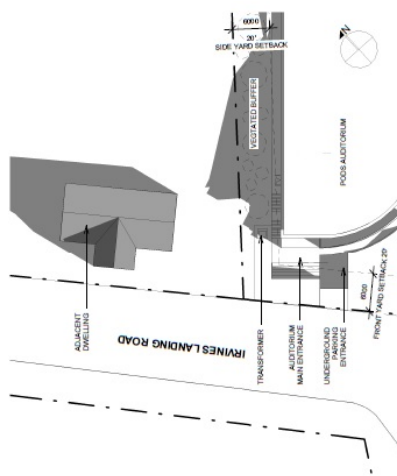 6000
20'
SIDE YARD SETBACK
N
VEGTATED BUFFER
PODS AUDITORIUM
ADJACENT
DWELLING
IRVINES LANDING ROAD
TRANSFORMER
AUDITORIUM
MAIN ENTRANCE
UNDERGROUND
PARKING
ENTRANCE
6000
FRONT YARD SETBACK 20'